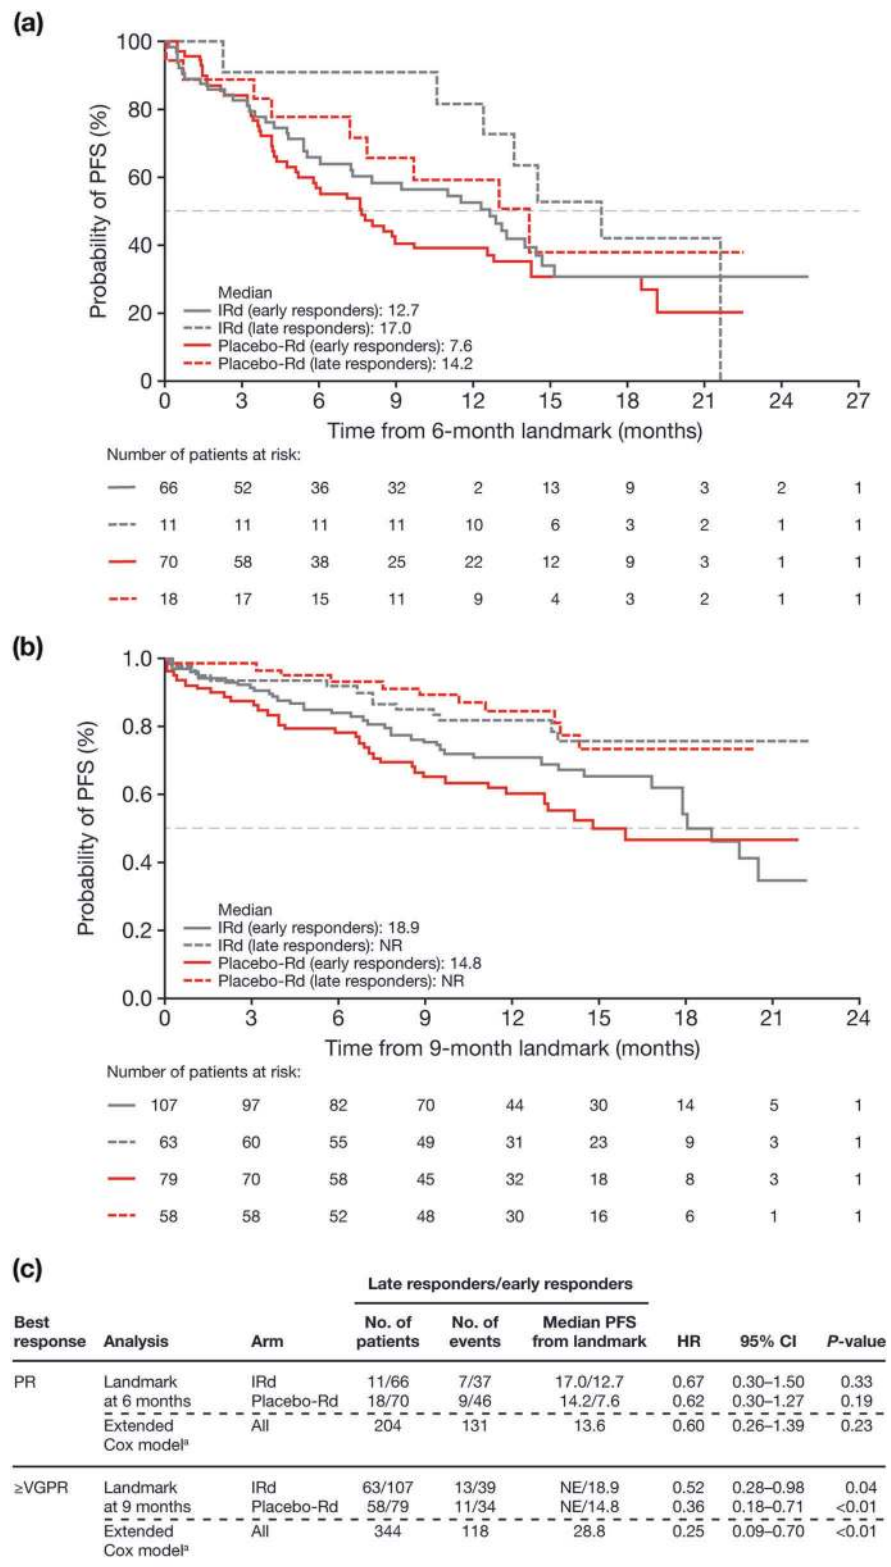 (a)
100
80
60
40
20
0
Probability of PFS (%)
Median
IRd (early responders): 12.7
IRd (late responders): 17.0
Placebo-Rd (early responders): 7.6
Placebo-Rd (late responders): 14.2
0 3 6 9 12 15 18 21 24 27
Time from 6-month landmark (months)
Number of patients at risk:
66 52 36 32 2 13 9 3 2 1
11 11 11 11 10 6 3 2 1 1
70 58 38 25 22 12 9 3 1 1
18 17 15 11 9 4 3 2 1 1
(b)
1.0
0.8
0.6
0.4
0.2
0.0
Probability of PFS (%)
Median
IRd (early responders): 18.9
IRd (late responders): NR
Placebo-Rd (early responders): 14.8
Placebo-Rd (late responders): NR
0 3 6 9 12 15 18 21 24
Time from 9-month landmark (months)
Number of patients at risk:
107 97 82 70 44 30 14 5 1
63 60 55 49 31 23 9 3 1
79 70 58 45 32 18 8 3 1
58 58 52 48 30 16 6 1 1
(c)
Late responders/early responders
Best No. of No. of Median PFS
response Analysis Arm patients events from landmark HR 95% CI P-value
PR Landmark IRd 11/66 7/37 17.0/12.7 0.67 0.30–1.50 0.33
at 6 months Placebo-Rd 18/70 9/46 14.2/7.6 0.62 0.30–1.27 0.19
Extended All 204 131 13.6 0.60 0.26–1.39 0.23
Cox modelᵃ
≥VGPR Landmark IRd 63/107 13/39 NE/18.9 0.52 0.28–0.98 0.04
at 9 months Placebo-Rd 58/79 11/34 NE/14.8 0.36 0.18–0.71 <0.01
Extended All 344 118 28.8 0.25 0.09–0.70 <0.01
Cox modelᵃ